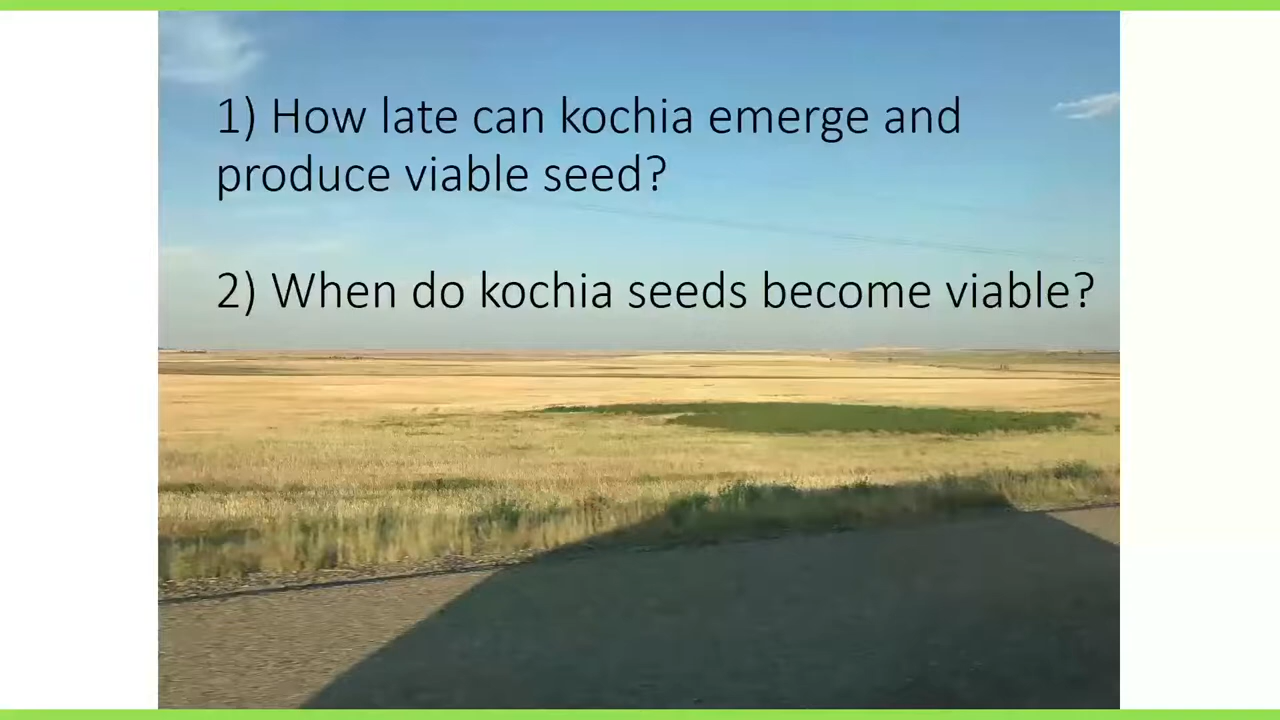 1) How late can kochia emerge and
produce viable seed?
2) When do kochia seeds become viable?